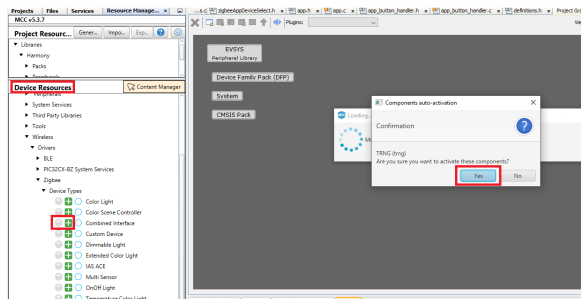 Projects Files Services Resource Manage... ×
MCC v5.3.7
Project Resourc... Gener... Impo... Exp...
Libraries
Harmony
Packs
Peripherals
Device Resources Content Manager
Peripherals
System Services
Third Party Libraries
Tools
Wireless
Drivers
BLE
PIC32CX-BZ System Services
Zigbee
Device Types
Color Light
Color Scene Controller
Combined Interface
Custom Device
Dimmable Light
Extended Color Light
IAS ACE
Multi Sensor
OnOff Light
Temperature Color Light
...s.c zigbeeAppDeviceSelect.h × app.h × app.c × app_button_handler.h × app_button_handler.c × definitions.h × Project Gra
Plugins:
EVSYS
Peripheral Library
Device Family Pack (DFP)
System
CMSIS Pack
Loading...
Components auto-activation ×
Confirmation
TRNG (trng)
Are you sure you want to activate these components?
Yes No